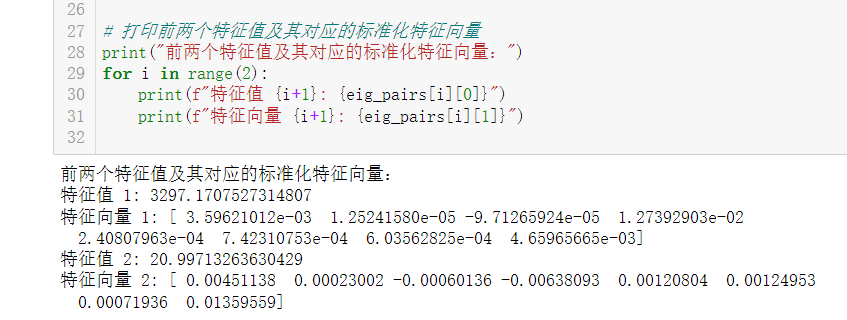 26
27 # 打印前两个特征值及其对应的标准化特征向量
28 print("前两个特征值及其对应的标准化特征向量：")
29 for i in range(2):
30     print(f"特征值 {i+1}: {eig_pairs[i][0]}")
31     print(f"特征向量 {i+1}: {eig_pairs[i][1]}")
32
前两个特征值及其对应的标准化特征向量：
特征值 1: 3297.1707527314807
特征向量 1: [ 3.59621012e-03  1.25241580e-05 -9.71265924e-05  1.27392903e-02
  2.40807963e-04  7.42310753e-04  6.03562825e-04  4.65965665e-03]
特征值 2: 20.99713263630429
特征向量 2: [ 0.00451138  0.00023002 -0.00060136 -0.00638093  0.00120804  0.00124953
  0.00071936  0.01359559]